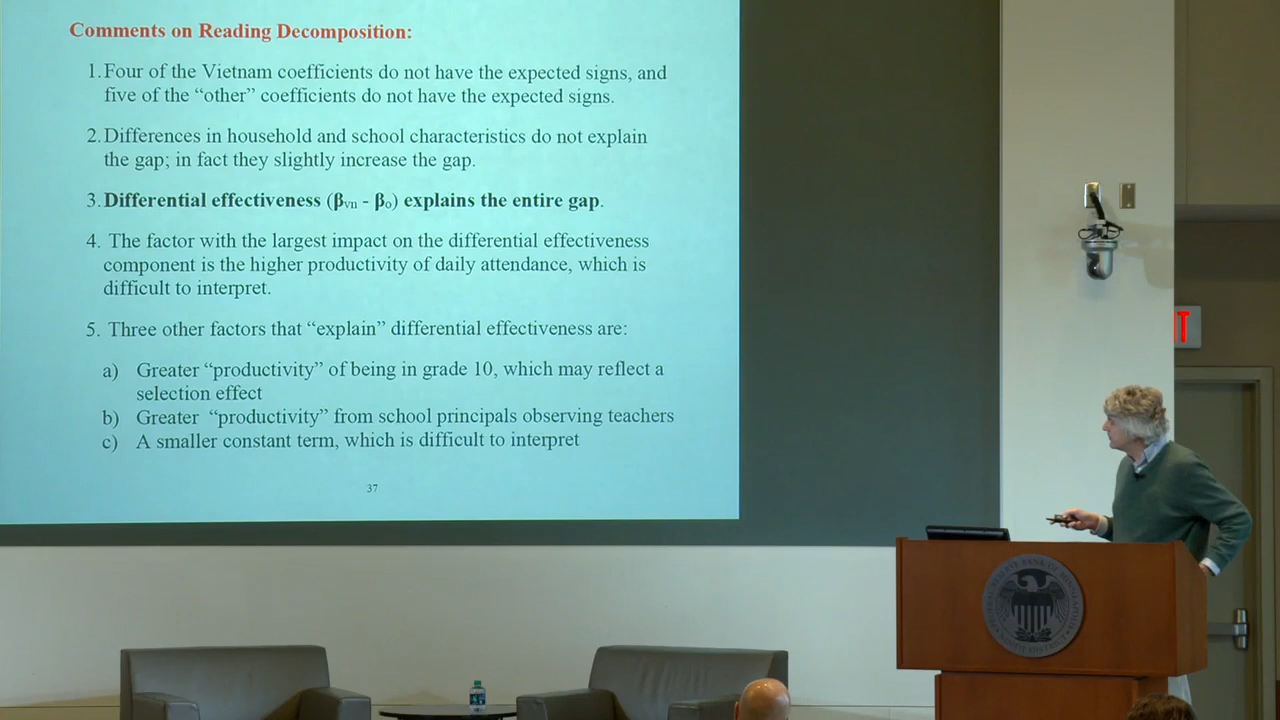 Comments on Reading Decomposition:
1. Four of the Vietnam coefficients do not have the expected signs, and
five of the “other” coefficients do not have the expected signs.
2. Differences in household and school characteristics do not explain
the gap; in fact they slightly increase the gap.
3. Differential effectiveness (βvn - βo) explains the entire gap.
4. The factor with the largest impact on the differential effectiveness
component is the higher productivity of daily attendance, which is
difficult to interpret.
5. Three other factors that “explain” differential effectiveness are:
a) Greater “productivity” of being in grade 10, which may reflect a
selection effect
b) Greater “productivity” from school principals observing teachers
c) A smaller constant term, which is difficult to interpret
37
IT
RESERVE BANK OF MINNEAPOLIS